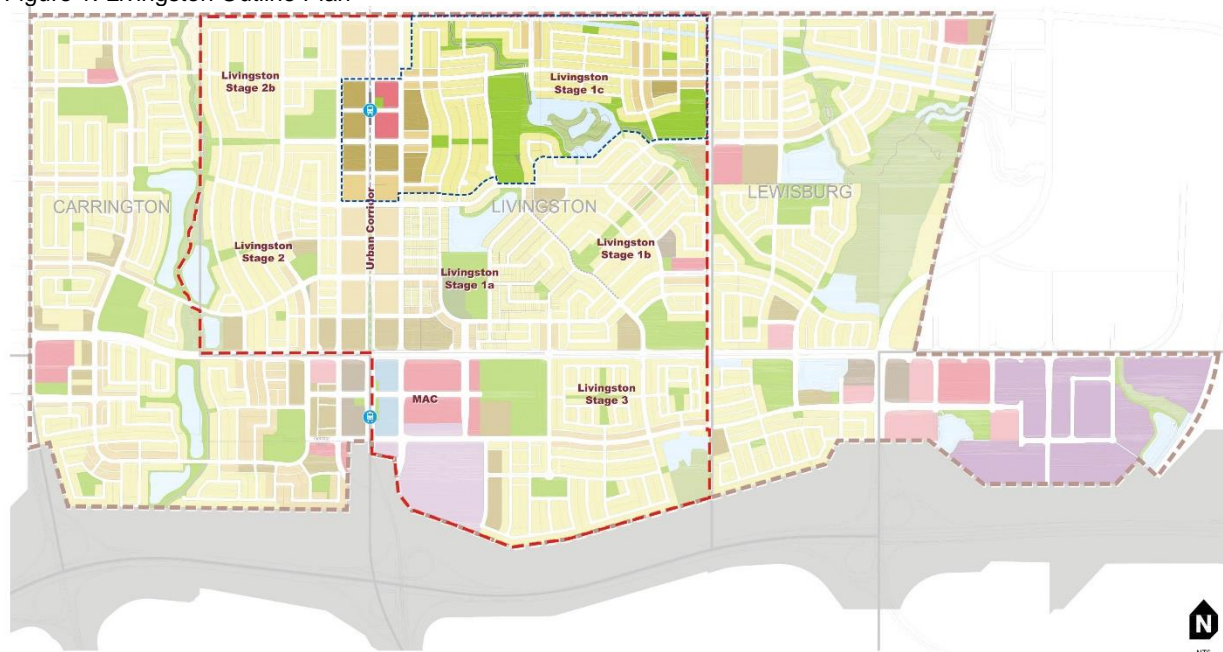 Figure 1: Livingston Outline Plan
Livingston
Stage 2b
Livingston
Stage 1c
CARRINGTON
LIVINGSTON
LEWISBURG
Urban Corridor
Livingston
Stage 2
Livingston
Stage 1b
Livingston
Stage 1a
MAC
Livingston
Stage 3
N
NTS